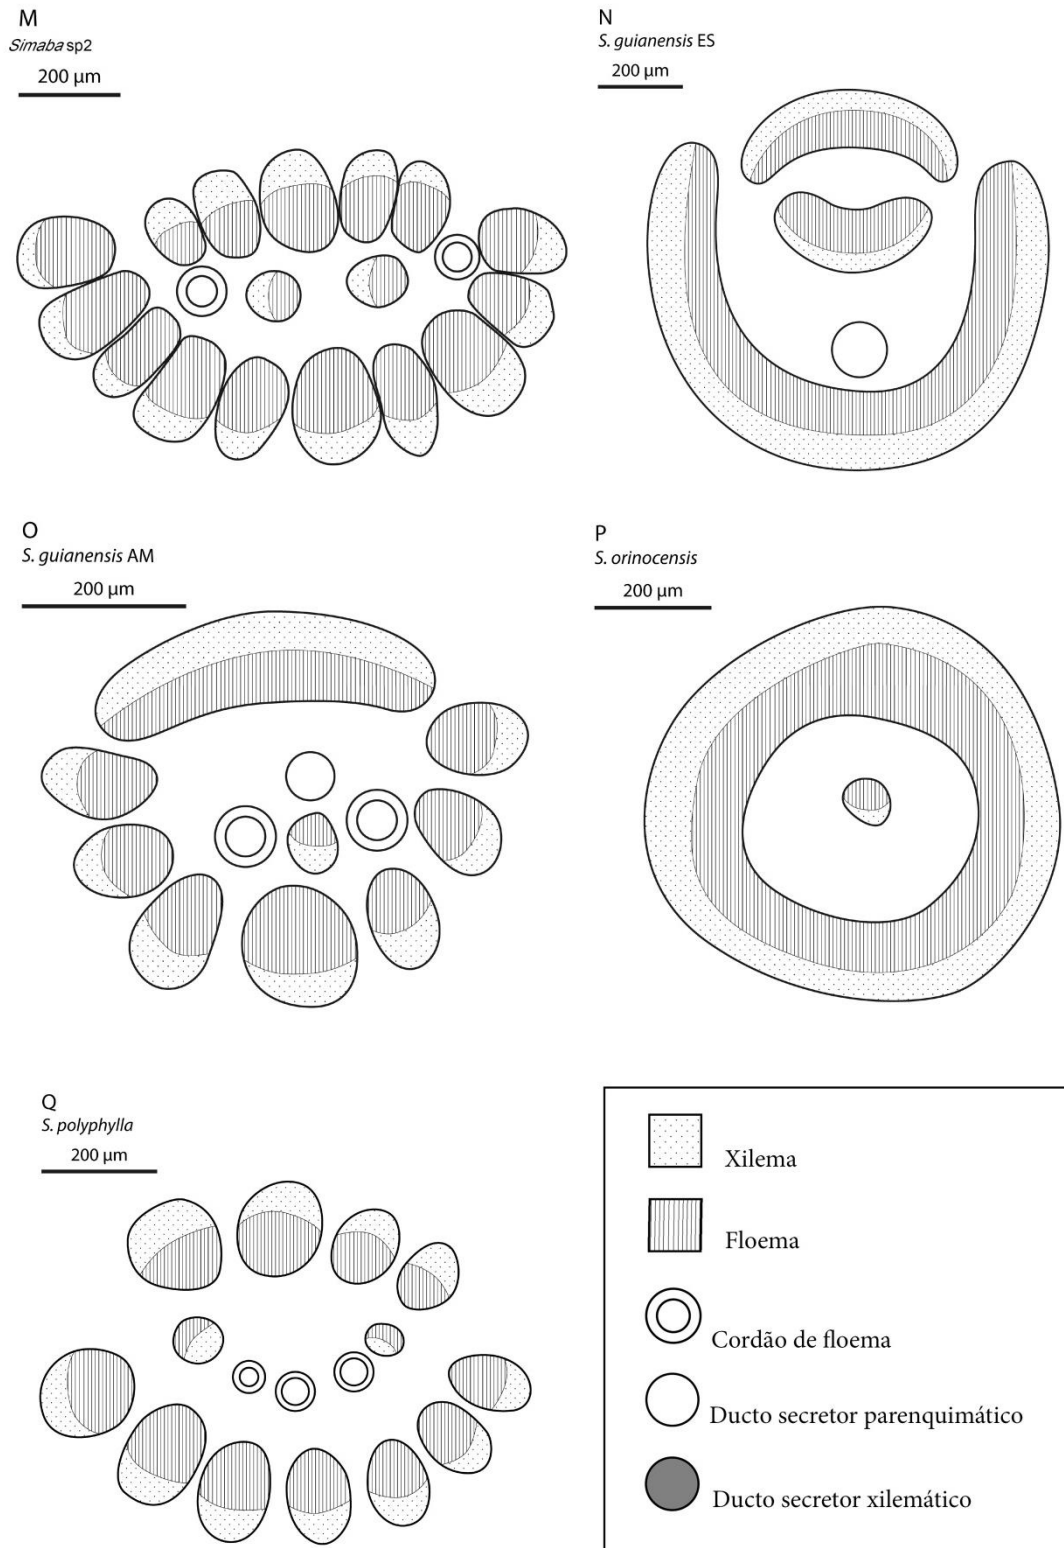 M
Simaba sp2
200 µm
N
S. guianensis ES
200 µm
O
S. guianensis AM
200 µm
P
S. orinocensis
200 µm
Q
S. polyphylla
200 µm
Xilema
Floema
Cordão de floema
Ducto secretor parenquimático
Ducto secretor xilemático